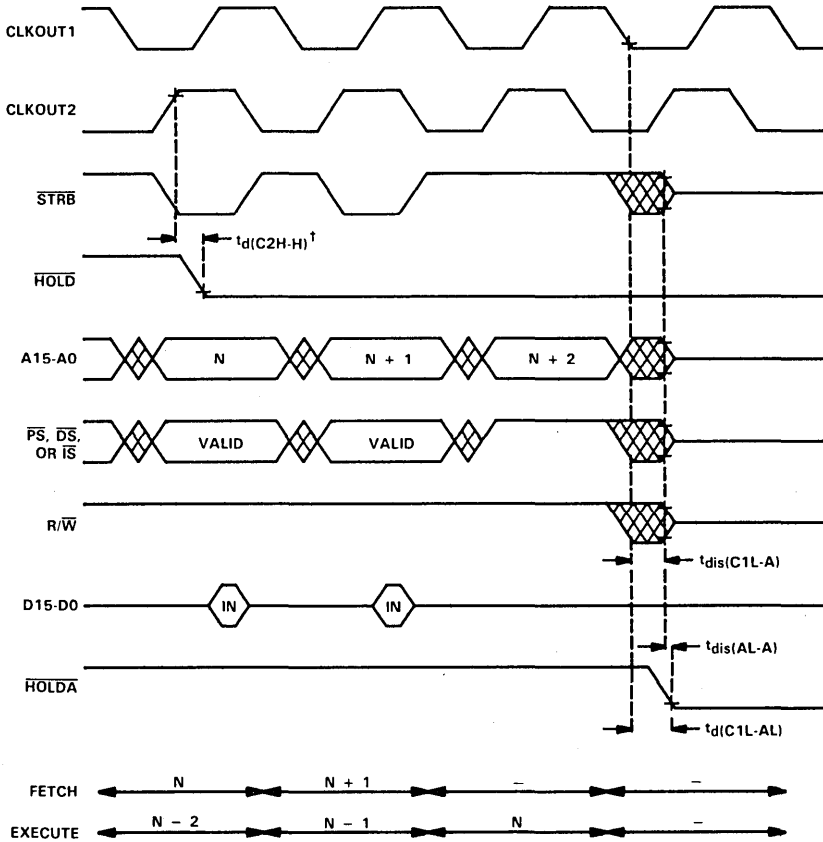 CLKOUT1
CLKOUT2
STRB
td(C2H-H)†
HOLD
A15-A0 N N + 1 N + 2
PS, DS,
OR IS VALID VALID
R/W
tdis(C1L-A)
D15-D0 IN IN
tdis(AL-A)
HOLDA
td(C1L-AL)
FETCH N N + 1 – –
EXECUTE N – 2 N – 1 N –